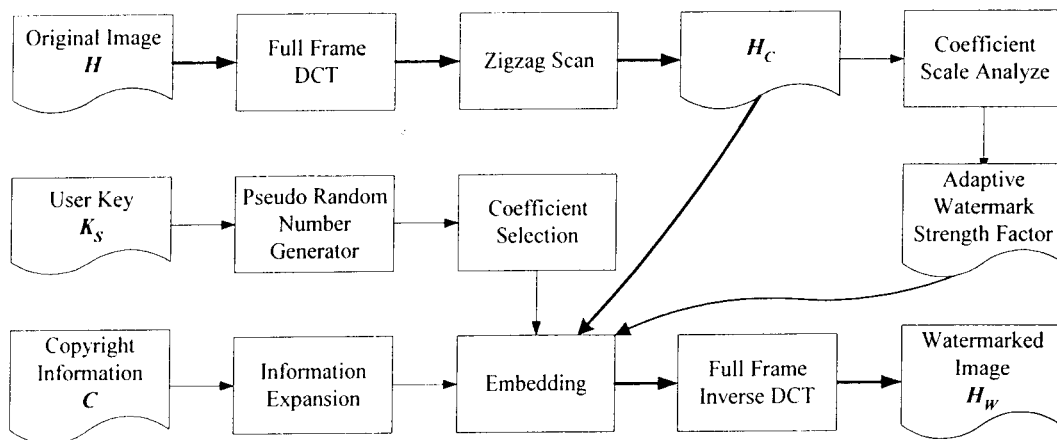 Original Image
H
Full Frame
DCT
Zigzag Scan
H_C
Coefficient
Scale Analyze
User Key
K_S
Pseudo Random
Number
Generator
Coefficient
Selection
Adaptive
Watermark
Strength Factor
Copyright
Information
C
Information
Expansion
Embedding
Full Frame
Inverse DCT
Watermarked
Image
H_W